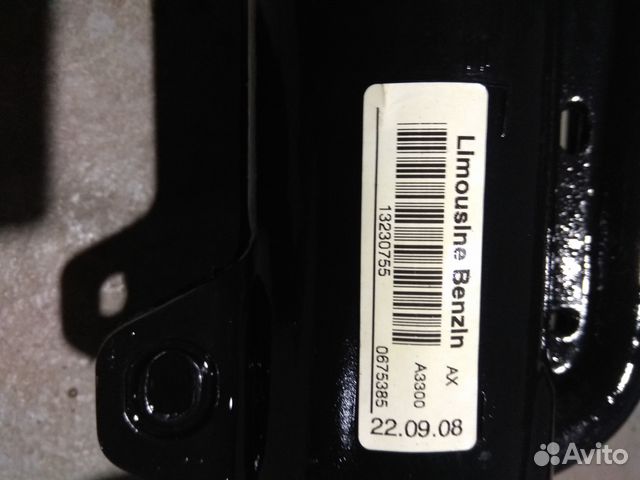 Limousine Benzin
AX
A3300
13230755
0675385
22.09.08
Avito